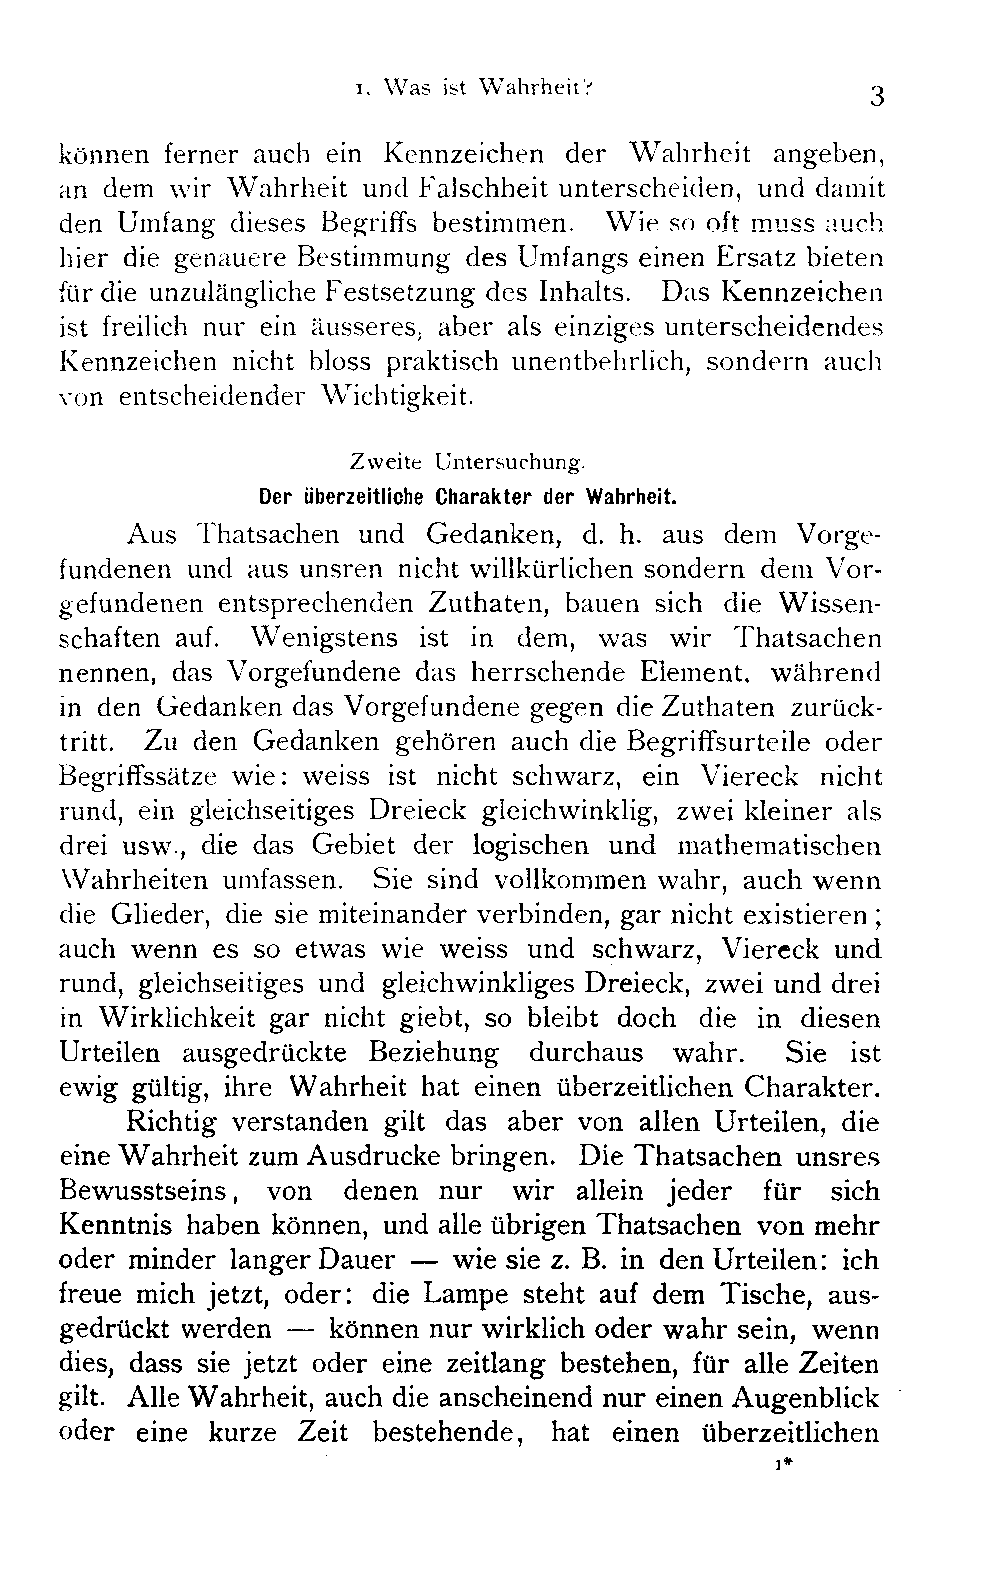 1. Was ist Wahrheit?
3
können ferner auch ein Kennzeichen der Wahrheit angeben,
an dem wir Wahrheit und Falschheit unterscheiden, und damit
den Umfang dieses Begriffs bestimmen. Wie so oft muss auch
hier die genauere Bestimmung des Umfangs einen Ersatz bieten
für die unzulängliche Festsetzung des Inhalts. Das Kennzeichen
ist freilich nur ein äusseres, aber als einziges unterscheidendes
Kennzeichen nicht bloss praktisch unentbehrlich, sondern auch
von entscheidender Wichtigkeit.
Zweite Untersuchung.
Der überzeitliche Charakter der Wahrheit.
Aus Thatsachen und Gedanken, d. h. aus dem Vorge-
fundenen und aus unsren nicht willkürlichen sondern dem Vor-
gefundenen entsprechenden Zuthaten, bauen sich die Wissen-
schaften auf. Wenigstens ist in dem, was wir Thatsachen
nennen, das Vorgefundene das herrschende Element, während
in den Gedanken das Vorgefundene gegen die Zuthaten zurück-
tritt. Zu den Gedanken gehören auch die Begriffsurteile oder
Begriffssätze wie: weiss ist nicht schwarz, ein Viereck nicht
rund, ein gleichseitiges Dreieck gleichwinklig, zwei kleiner als
drei usw., die das Gebiet der logischen und mathematischen
Wahrheiten umfassen. Sie sind vollkommen wahr, auch wenn
die Glieder, die sie miteinander verbinden, gar nicht existieren;
auch wenn es so etwas wie weiss und schwarz, Viereck und
rund, gleichseitiges und gleichwinkliges Dreieck, zwei und drei
in Wirklichkeit gar nicht giebt, so bleibt doch die in diesen
Urteilen ausgedrückte Beziehung durchaus wahr. Sie ist
ewig gültig, ihre Wahrheit hat einen überzeitlichen Charakter.
Richtig verstanden gilt das aber von allen Urteilen, die
eine Wahrheit zum Ausdrucke bringen. Die Thatsachen unsres
Bewusstseins, von denen nur wir allein jeder für sich
Kenntnis haben können, und alle übrigen Thatsachen von mehr
oder minder langer Dauer — wie sie z. B. in den Urteilen: ich
freue mich jetzt, oder: die Lampe steht auf dem Tische, aus-
gedrückt werden — können nur wirklich oder wahr sein, wenn
dies, dass sie jetzt oder eine zeitlang bestehen, für alle Zeiten
gilt. Alle Wahrheit, auch die anscheinend nur einen Augenblick
oder eine kurze Zeit bestehende, hat einen überzeitlichen
1*